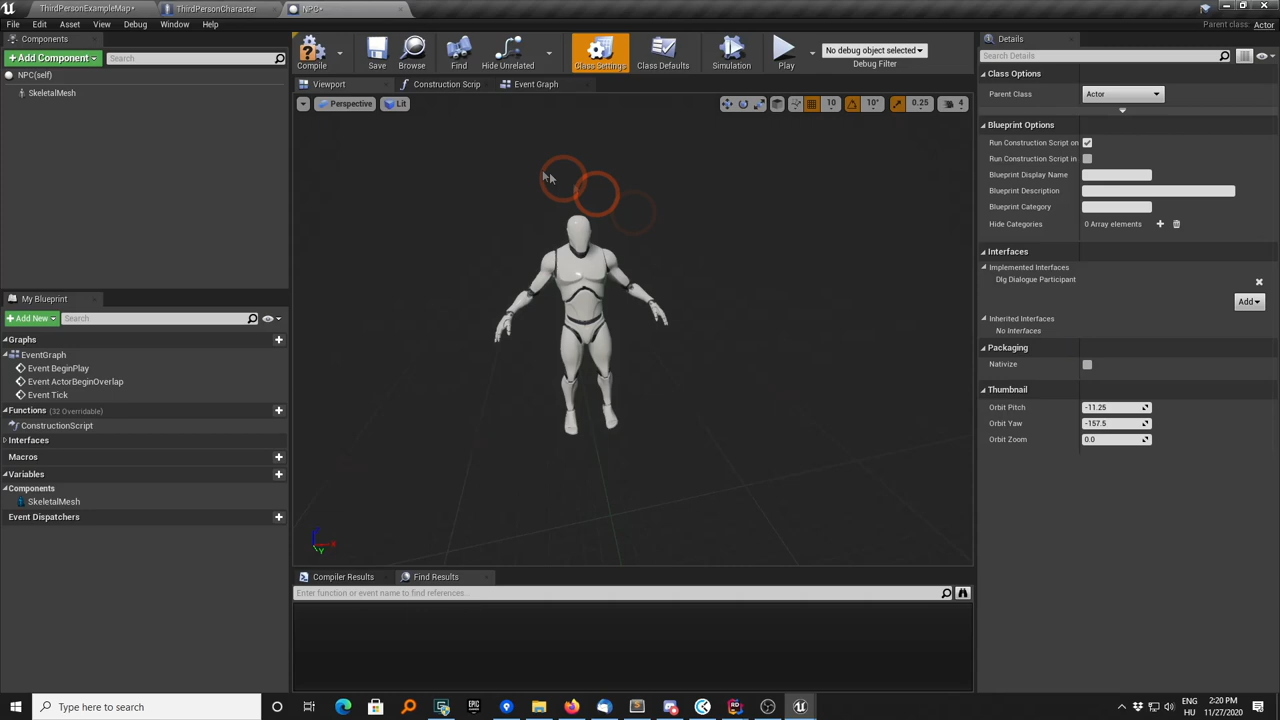 ThirdPersonExampleMap*
ThirdPersonCharacter
NPC*
File Edit Asset View Debug Window Help
Parent class: Actor
Components
Add Component
Search
NPC(self)
SkeletalMesh
Compile
Save
Browse
Find
Hide Unrelated
Class Settings
Class Defaults
Simulation
Play
No debug object selected
Debug Filter
Viewport
Construction Script
Event Graph
Perspective
Lit
10
10°
0.25
4
X
Y
My Blueprint
Add New
Search
Graphs
EventGraph
Event BeginPlay
Event ActorBeginOverlap
Event Tick
Functions (32 Overridable)
ConstructionScript
Interfaces
Macros
Variables
Components
SkeletalMesh
Event Dispatchers
Compiler Results
Find Results
Enter function or event name to find references...
Details
Search Details
Class Options
Parent Class
Actor
Blueprint Options
Run Construction Script on
Run Construction Script in
Blueprint Display Name
Blueprint Description
Blueprint Category
Hide Categories
0 Array elements
Interfaces
Implemented Interfaces
Dlg Dialogue Participant
Add
Inherited Interfaces
No Interfaces
Packaging
Nativize
Thumbnail
Orbit Pitch
-11.25
Orbit Yaw
-157.5
Orbit Zoom
0.0
Type here to search
ENG
HU
2:20 PM
11/27/2020